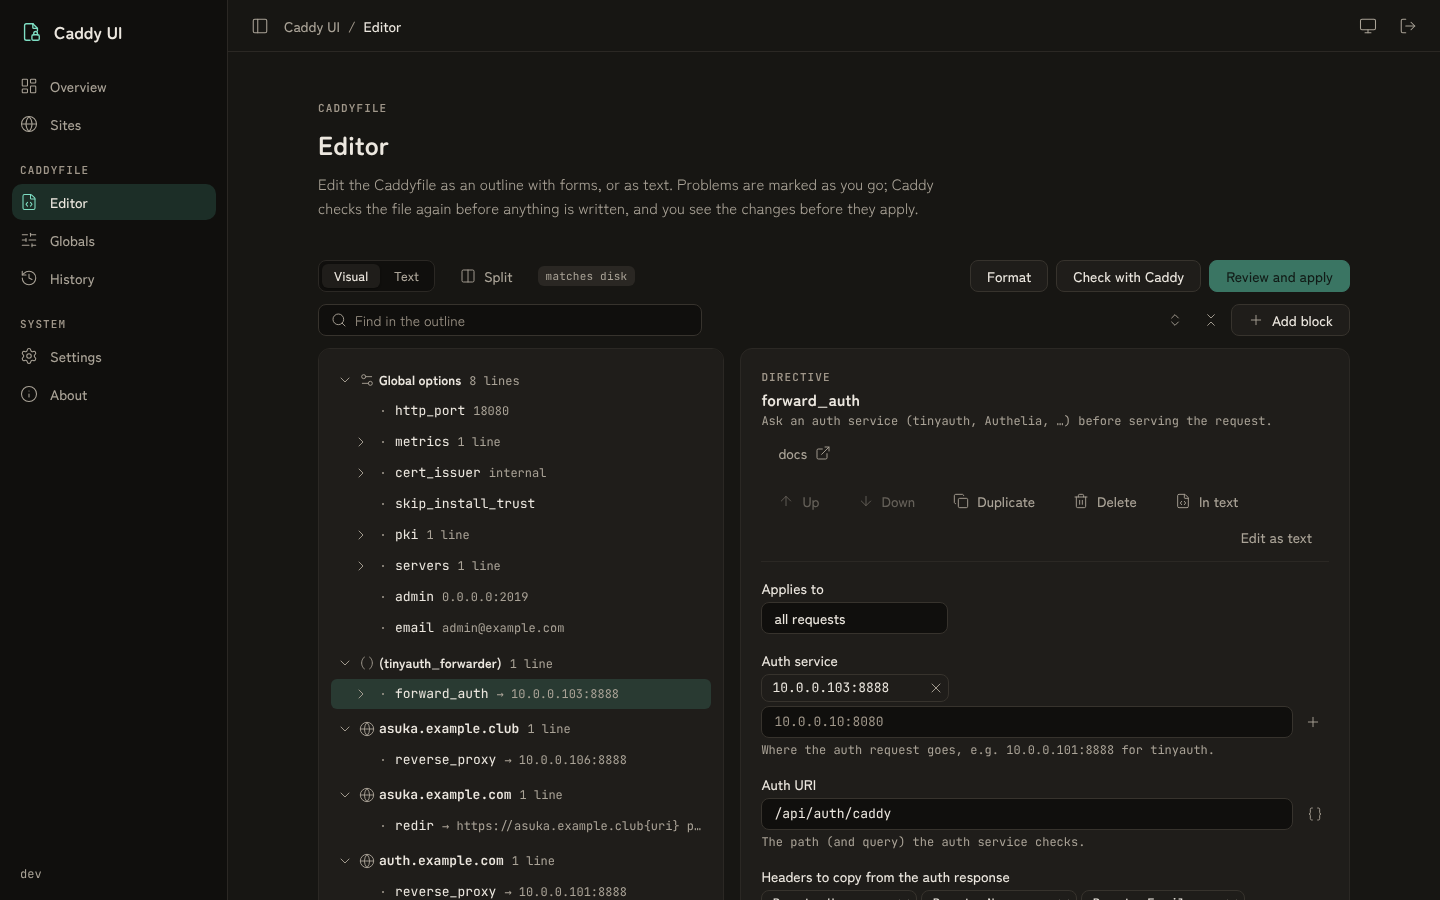 Caddy UI
Overview
Sites
CADDYFILE
Editor
Globals
History
SYSTEM
Settings
About
dev
Caddy UI / Editor
CADDYFILE
Editor
Edit the Caddyfile as an outline with forms, or as text. Problems are marked as you go; Caddy
checks the file again before anything is written, and you see the changes before they apply.
Visual Text Split matches disk Format Check with Caddy Review and apply
Find in the outline Add block
Global options 8 lines
· http_port 18080
· metrics 1 line
· cert_issuer internal
· skip_install_trust
· pki 1 line
· servers 1 line
· admin 0.0.0.0:2019
· email admin@example.com
() (tinyauth_forwarder) 1 line
· forward_auth → 10.0.0.103:8888
asuka.example.club 1 line
· reverse_proxy → 10.0.0.106:8888
asuka.example.com 1 line
· redir → https://asuka.example.club{uri} p…
auth.example.com 1 line
· reverse_proxy → 10.0.0.101:8888
DIRECTIVE
forward_auth
Ask an auth service (tinyauth, Authelia, …) before serving the request.
docs
Up Down Duplicate Delete In text
Edit as text
Applies to
all requests
Auth service
10.0.0.103:8888
10.0.0.10:8080
Where the auth request goes, e.g. 10.0.0.101:8888 for tinyauth.
Auth URI
/api/auth/caddy {}
The path (and query) the auth service checks.
Headers to copy from the auth response